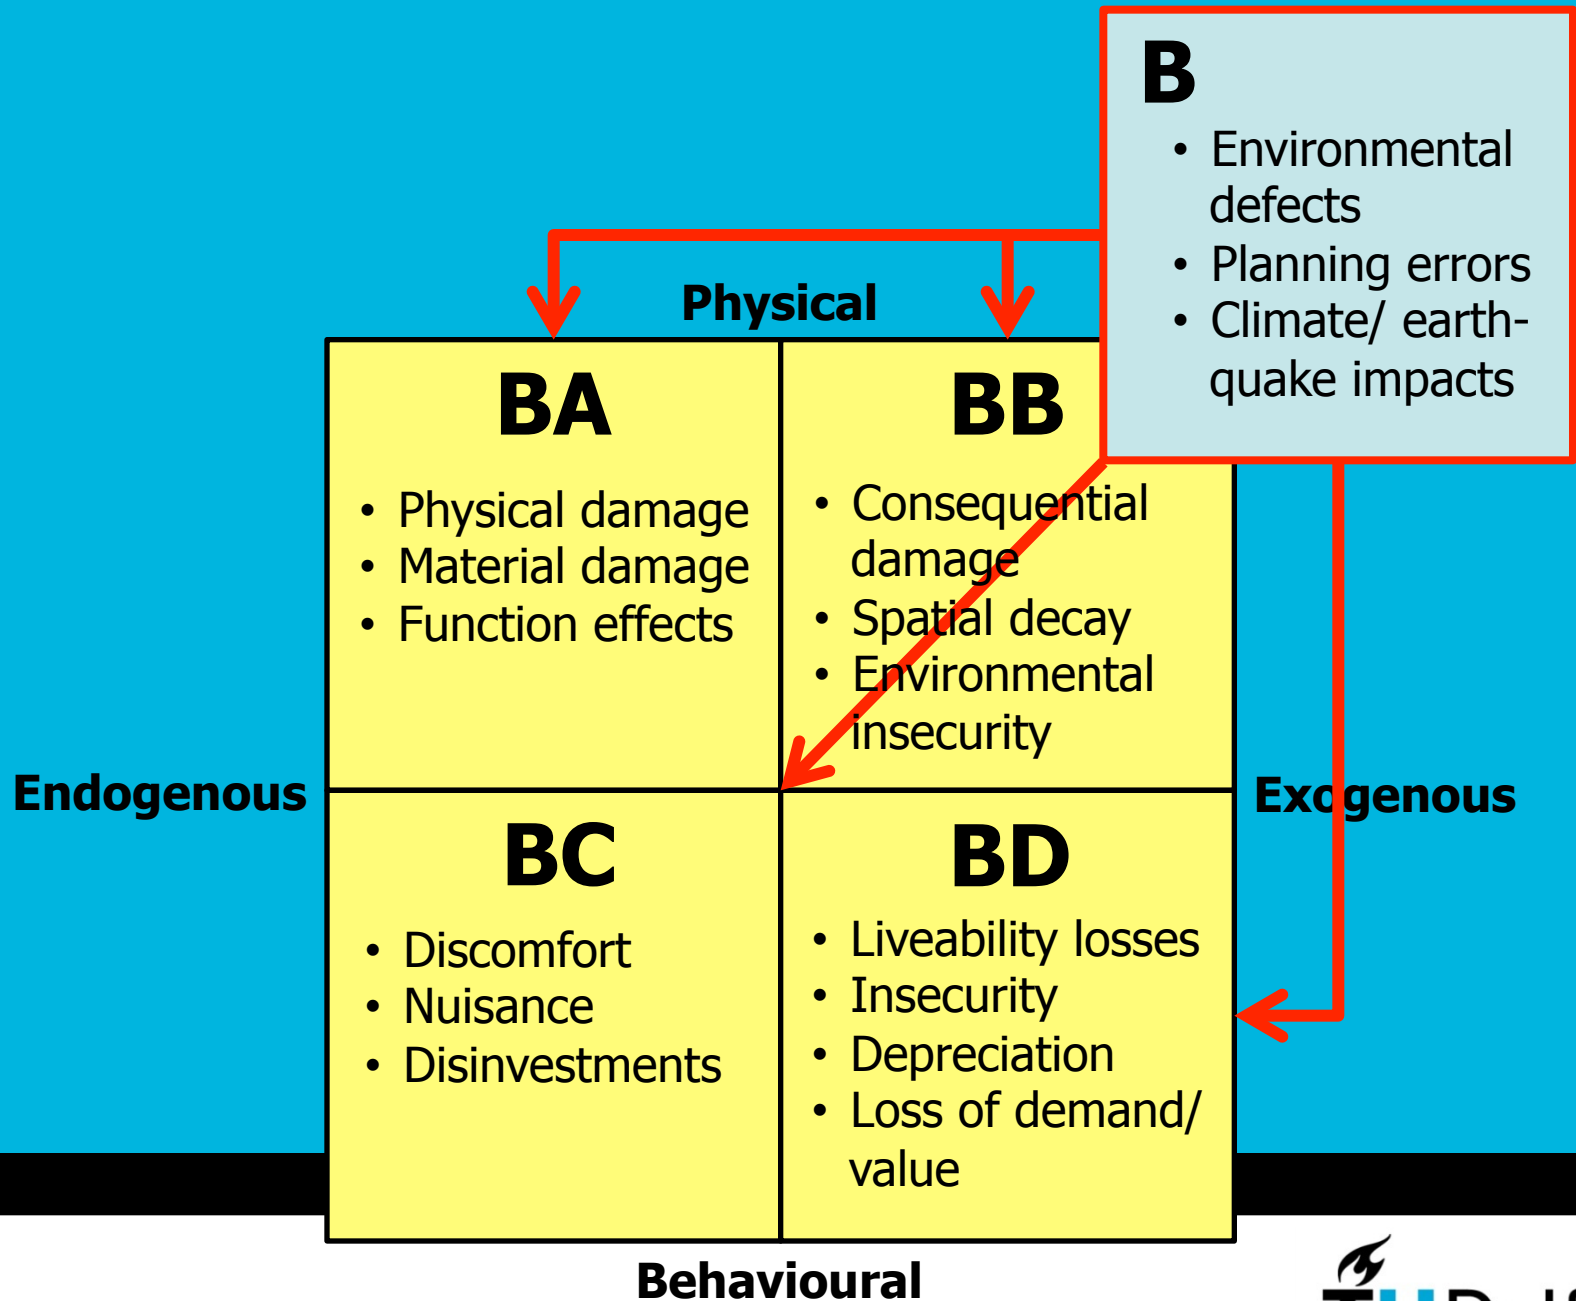 B
• Environmental
defects
• Planning errors
• Climate/ earth-
quake impacts
Physical
BA
• Physical damage
• Material damage
• Function effects
BB
• Consequential
damage
• Spatial decay
• Environmental
insecurity
Endogenous
Exogenous
BC
• Discomfort
• Nuisance
• Disinvestments
BD
• Liveability losses
• Insecurity
• Depreciation
• Loss of demand/
value
Behavioural